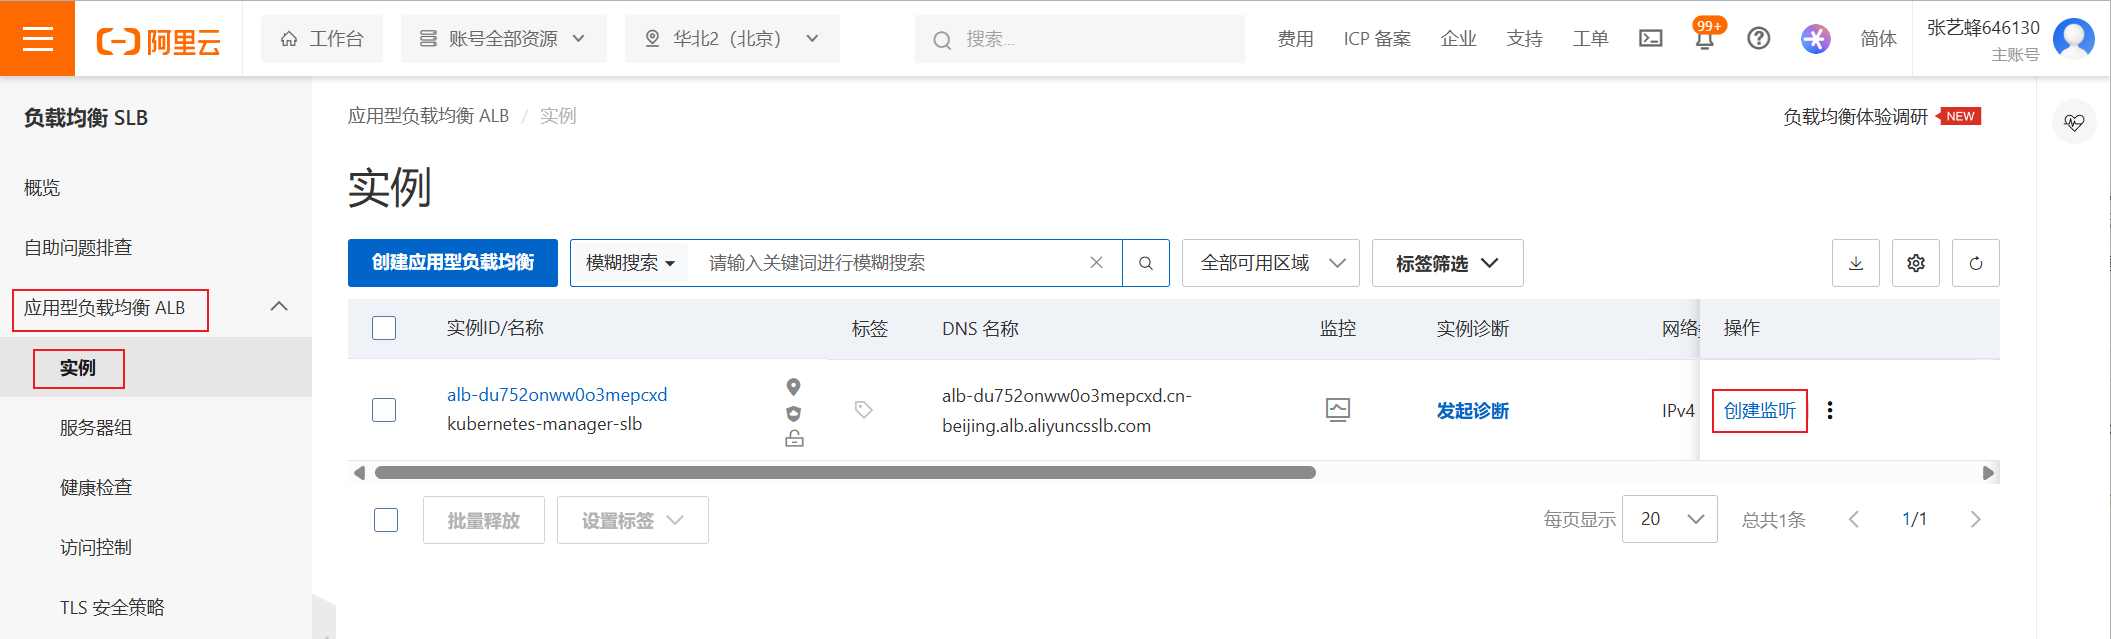 阿里云
工作台
账号全部资源
华北2（北京）
搜索...
费用
ICP 备案
企业
支持
工单
99+
简体
张艺蜂646130
主账号
负载均衡 SLB
概览
自助问题排查
应用型负载均衡 ALB
实例
服务器组
健康检查
访问控制
TLS 安全策略
应用型负载均衡 ALB / 实例
负载均衡体验调研 NEW
实例
创建应用型负载均衡
模糊搜索
请输入关键词进行模糊搜索
全部可用区域
标签筛选
实例ID/名称
标签
DNS 名称
监控
实例诊断
网络
操作
alb-du752onww0o3mepcxd
kubernetes-manager-slb
alb-du752onww0o3mepcxd.cn-
beijing.alb.aliyuncsslb.com
发起诊断
IPv4
创建监听
批量释放
设置标签
每页显示
20
总共1条
1/1